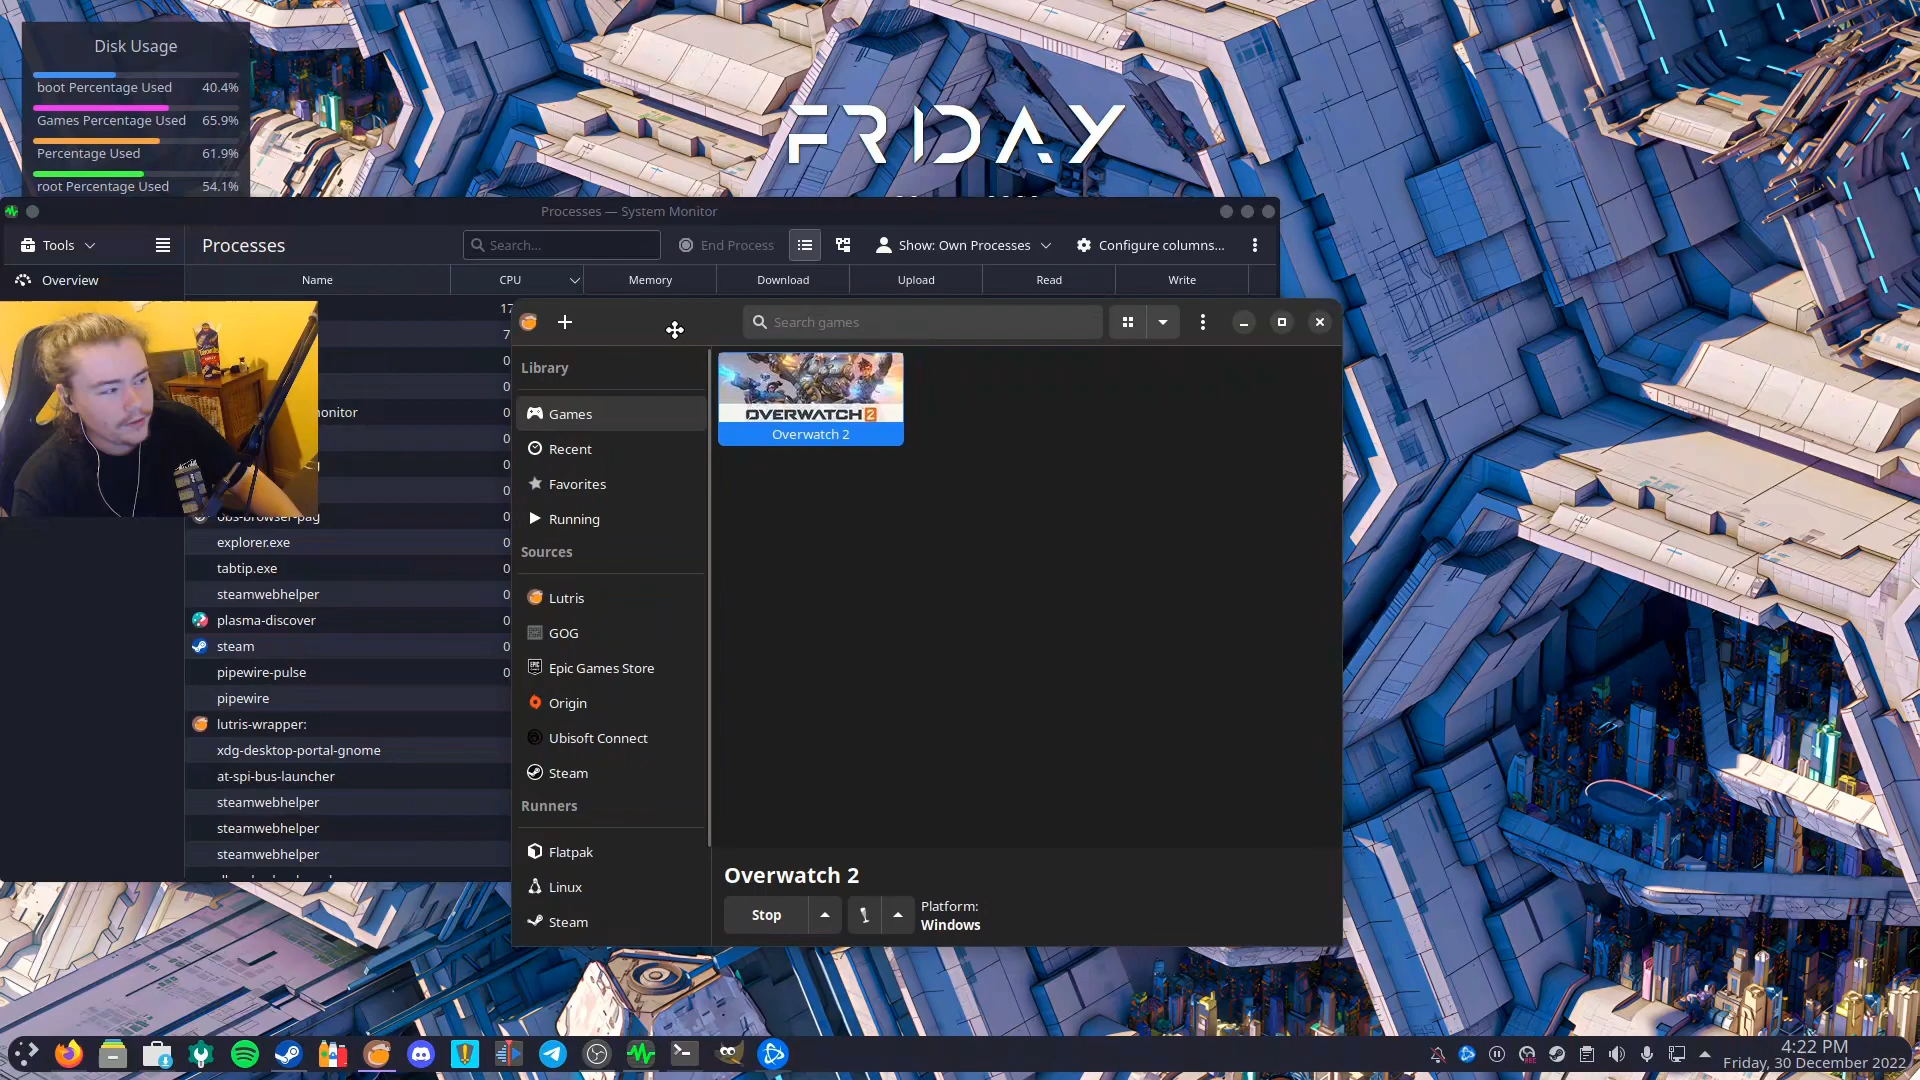 Disk Usage
boot Percentage Used 40.4%
Games Percentage Used 65.9%
Percentage Used 61.9%
root Percentage Used 54.1%
FRIDAY
Processes — System Monitor
Tools
Processes
Search...
End Process
Show: Own Processes
Configure columns...
Overview
Name
CPU
Memory
Download
Upload
Read
Write
Search games
Library
Games
Recent
Favorites
Running
Sources
Lutris
GOG
Epic Games Store
Origin
Ubisoft Connect
Steam
Runners
Flatpak
Linux
Steam
OVERWATCH 2
Overwatch 2
explorer.exe
tabtip.exe
steamwebhelper
plasma-discover
steam
pipewire-pulse
pipewire
lutris-wrapper:
xdg-desktop-portal-gnome
at-spi-bus-launcher
steamwebhelper
steamwebhelper
steamwebhelper
Overwatch 2
Stop
Platform:
Windows
4:22 PM
Friday, 30 December 2022